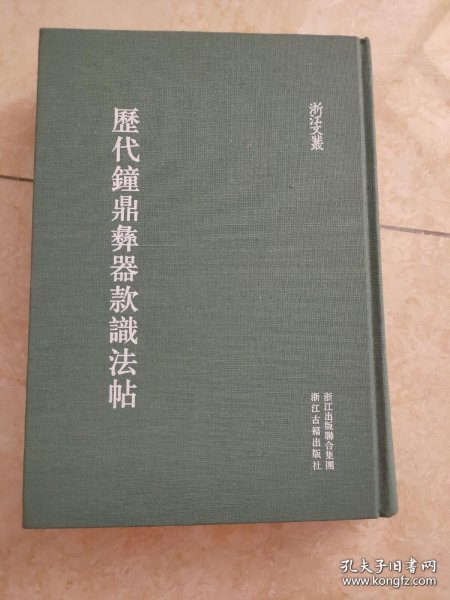 浙江文叢
歷代鐘鼎彝器款識法帖
浙江出版聯合集團
浙江古籍出版社
孔夫子旧书网
www.kongfz.com